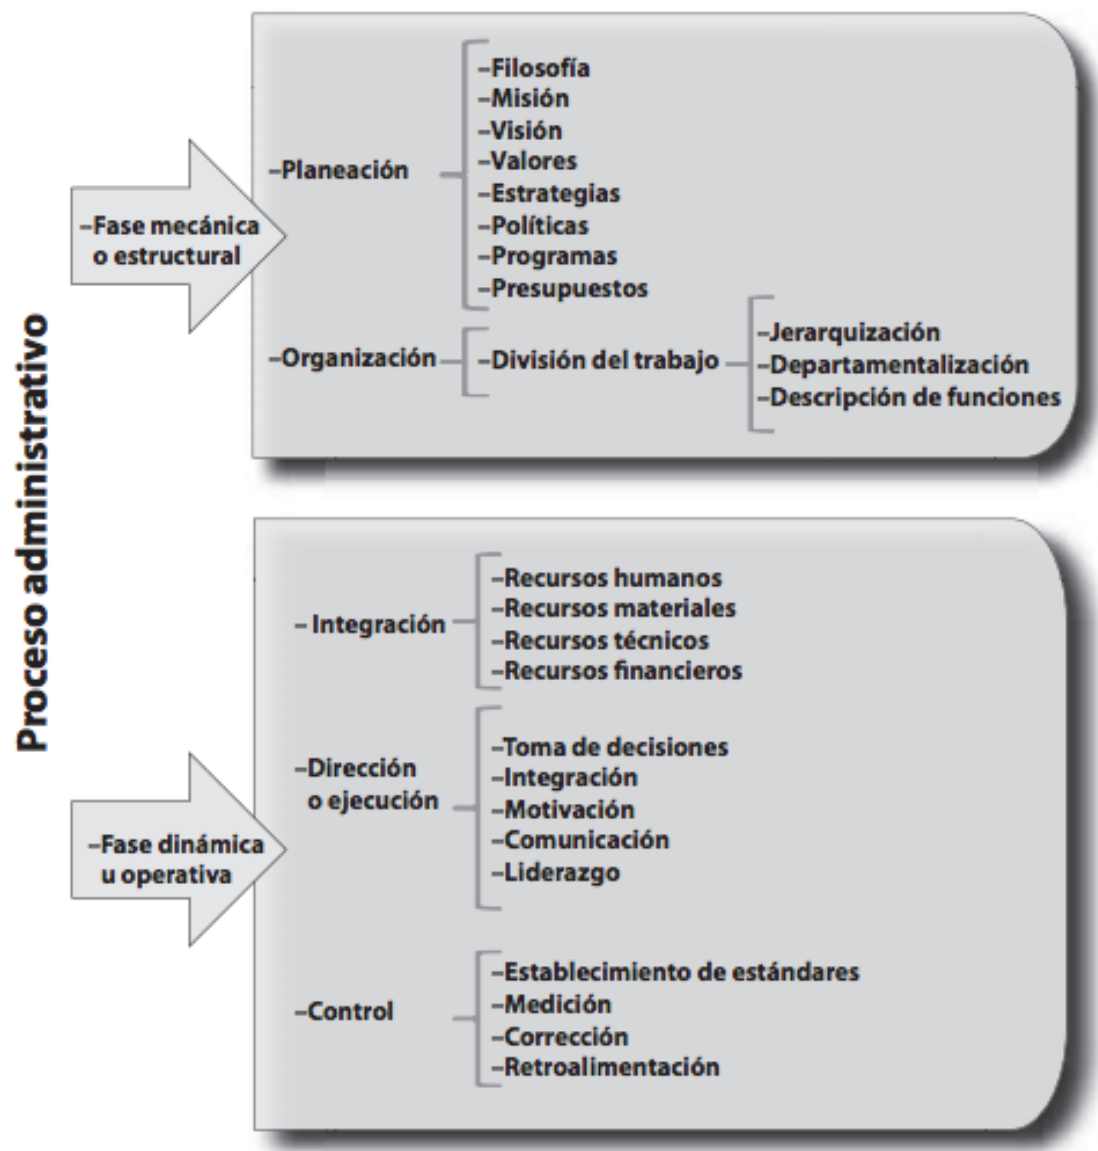 Proceso administrativo
–Fase mecánica
o estructural
–Planeación
–Filosofía
–Misión
–Visión
–Valores
–Estrategias
–Políticas
–Programas
–Presupuestos
–Organización
–División del trabajo
–Jerarquización
–Departamentalización
–Descripción de funciones
–Fase dinámica
u operativa
– Integración
–Recursos humanos
–Recursos materiales
–Recursos técnicos
–Recursos financieros
–Dirección
o ejecución
–Toma de decisiones
–Integración
–Motivación
–Comunicación
–Liderazgo
–Control
–Establecimiento de estándares
–Medición
–Corrección
–Retroalimentación